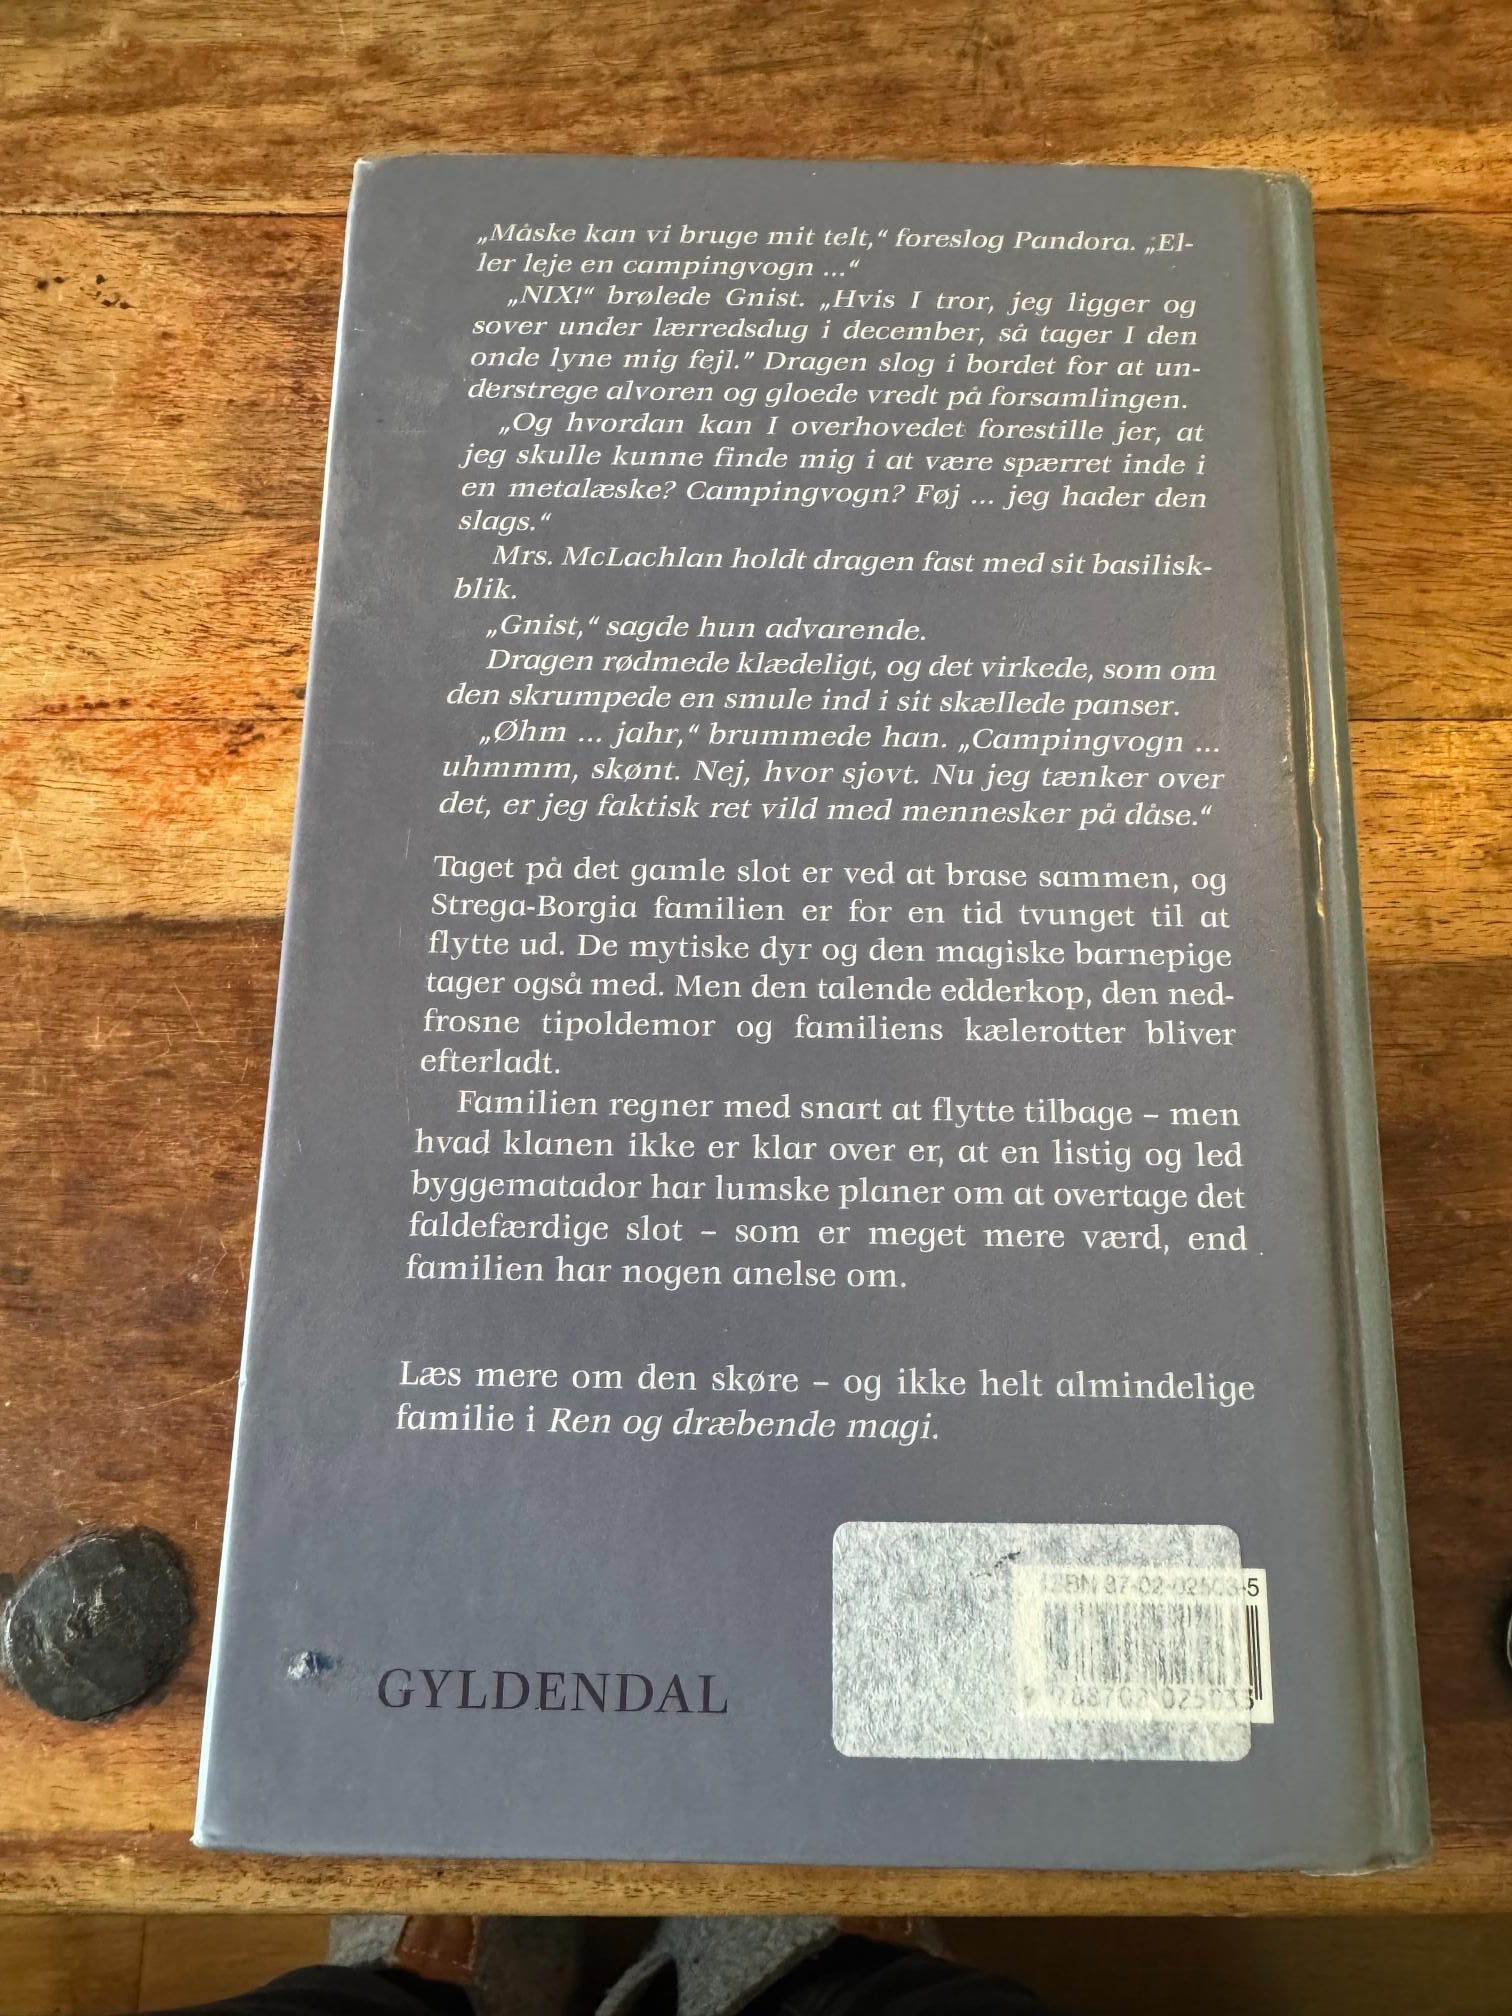 „Måske kan vi bruge mit telt,“ foreslog Pandora. „El-
ler leje en campingvogn ...“
„NIX!“ brølede Gnist. „Hvis I tror, jeg ligger og
sover under lærredsdug i december, så tager I den
onde lyne mig fejl.” Dragen slog i bordet for at un-
derstrege alvoren og gloede vredt på forsamlingen.
„Og hvordan kan I overhovedet forestille jer, at
jeg skulle kunne finde mig i at være spærret inde i
en metalæske? Campingvogn? Føj ... jeg hader den
slags.“
Mrs. McLachlan holdt dragen fast med sit basilisk-
blik.
„Gnist,“ sagde hun advarende.
Dragen rødmede klædeligt, og det virkede, som om
den skrumpede en smule ind i sit skællede panser.
„Øhm ... jahr,“ brummede han. „Campingvogn ...
uhmmm, skønt. Nej, hvor sjovt. Nu jeg tænker over
det, er jeg faktisk ret vild med mennesker på dåse.“
Taget på det gamle slot er ved at brase sammen, og
Strega-Borgia familien er for en tid tvunget til at
flytte ud. De mytiske dyr og den magiske barnepige
tager også med. Men den talende edderkop, den ned-
frosne tipoldemor og familiens kælerotter bliver
efterladt.
Familien regner med snart at flytte tilbage – men
hvad klanen ikke er klar over er, at en listig og led
byggematador har lumske planer om at overtage det
faldefærdige slot – som er meget mere værd, end
familien har nogen anelse om.
Læs mere om den skøre – og ikke helt almindelige
familie i Ren og dræbende magi.
ISBN 87-02-02503-5
9 788702 025033
GYLDENDAL